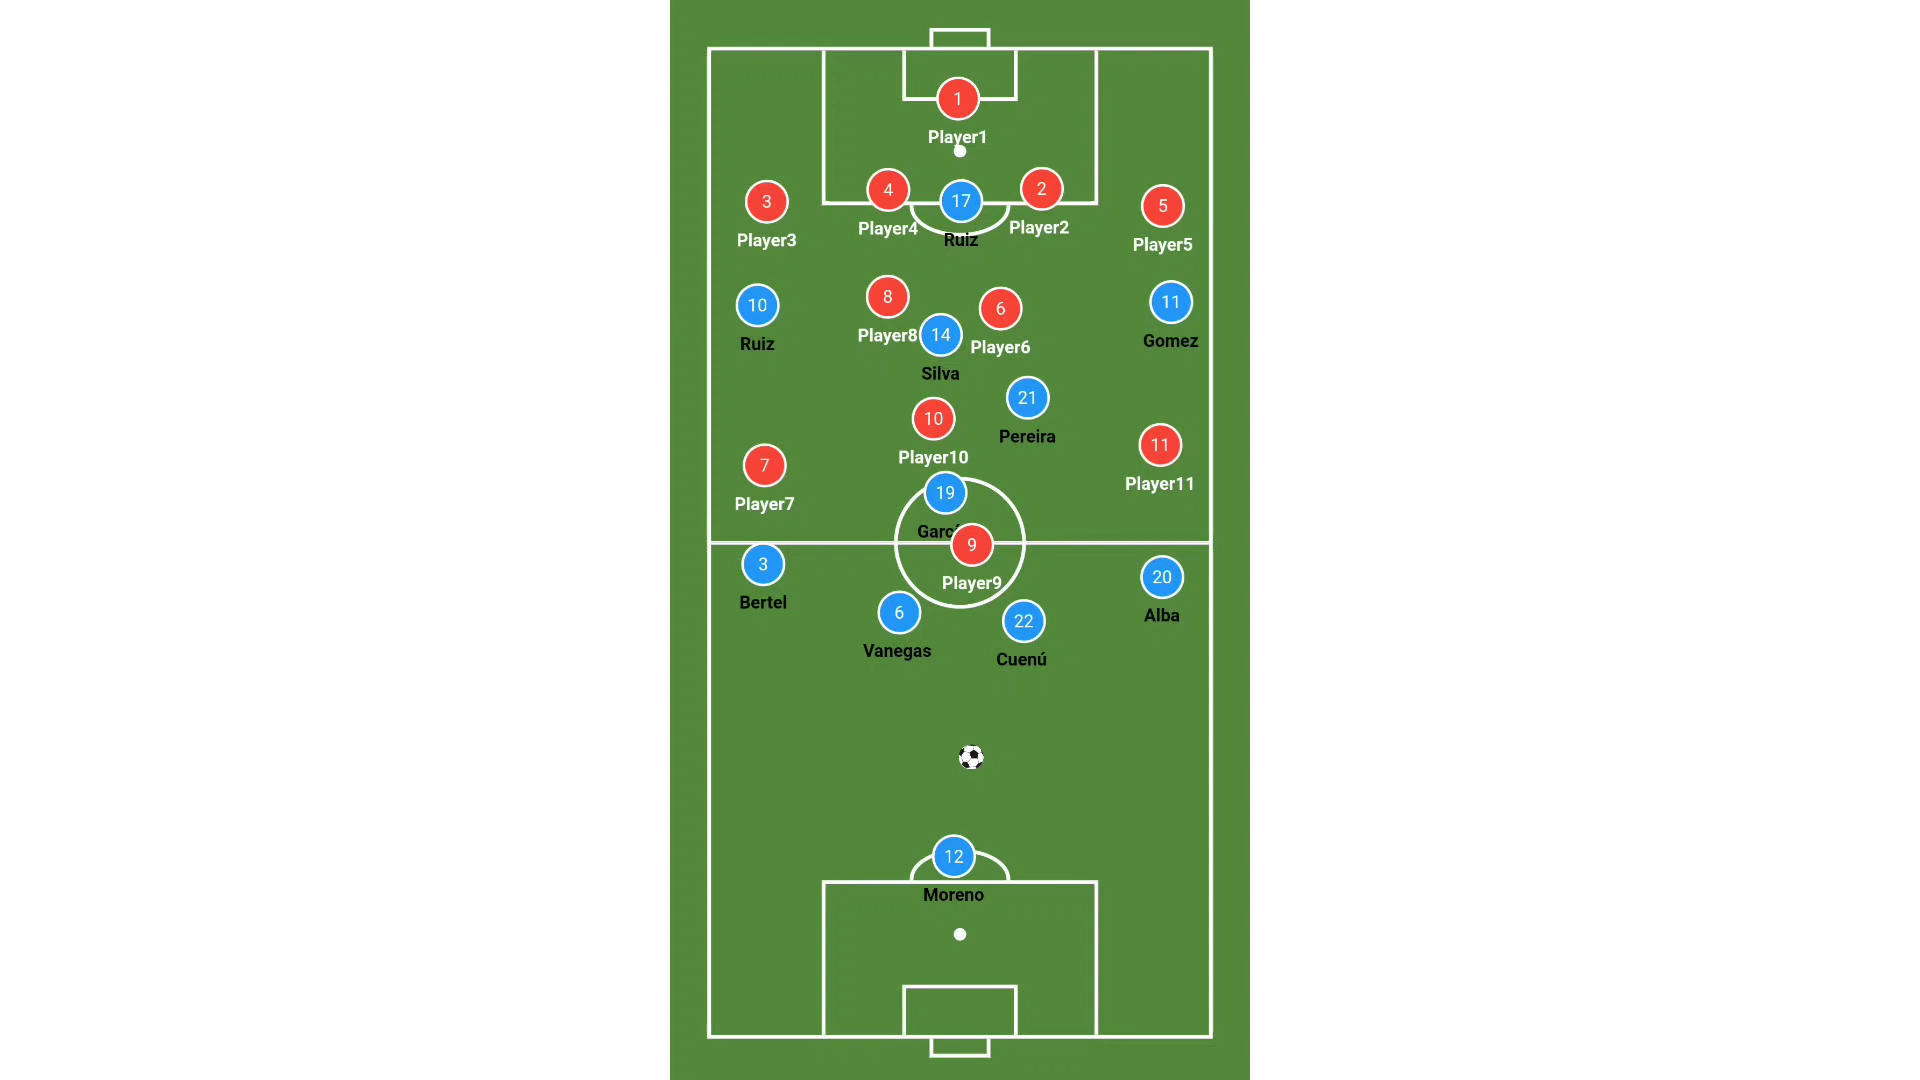 1
Player1
3
Player3
4
Player4
17
Ruiz
2
Player2
5
Player5
10
Ruiz
8
Player8
14
Silva
6
Player6
11
Gomez
21
Pereira
10
Player10
7
Player7
11
Player11
19
9
Player9
3
Bertel
6
Vanegas
22
Cuenú
20
Alba
12
Moreno